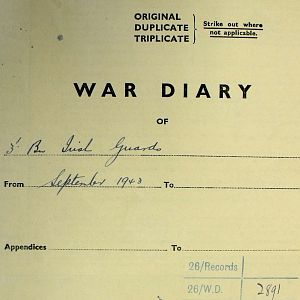 ORIGINAL
DUPLICATE
TRIPLICATE
Strike out where
not applicable.
WAR DIARY
OF
3' Bn Irish Guards
From September 1943 To
Appendices To
26/Records
26/W.D. 2891